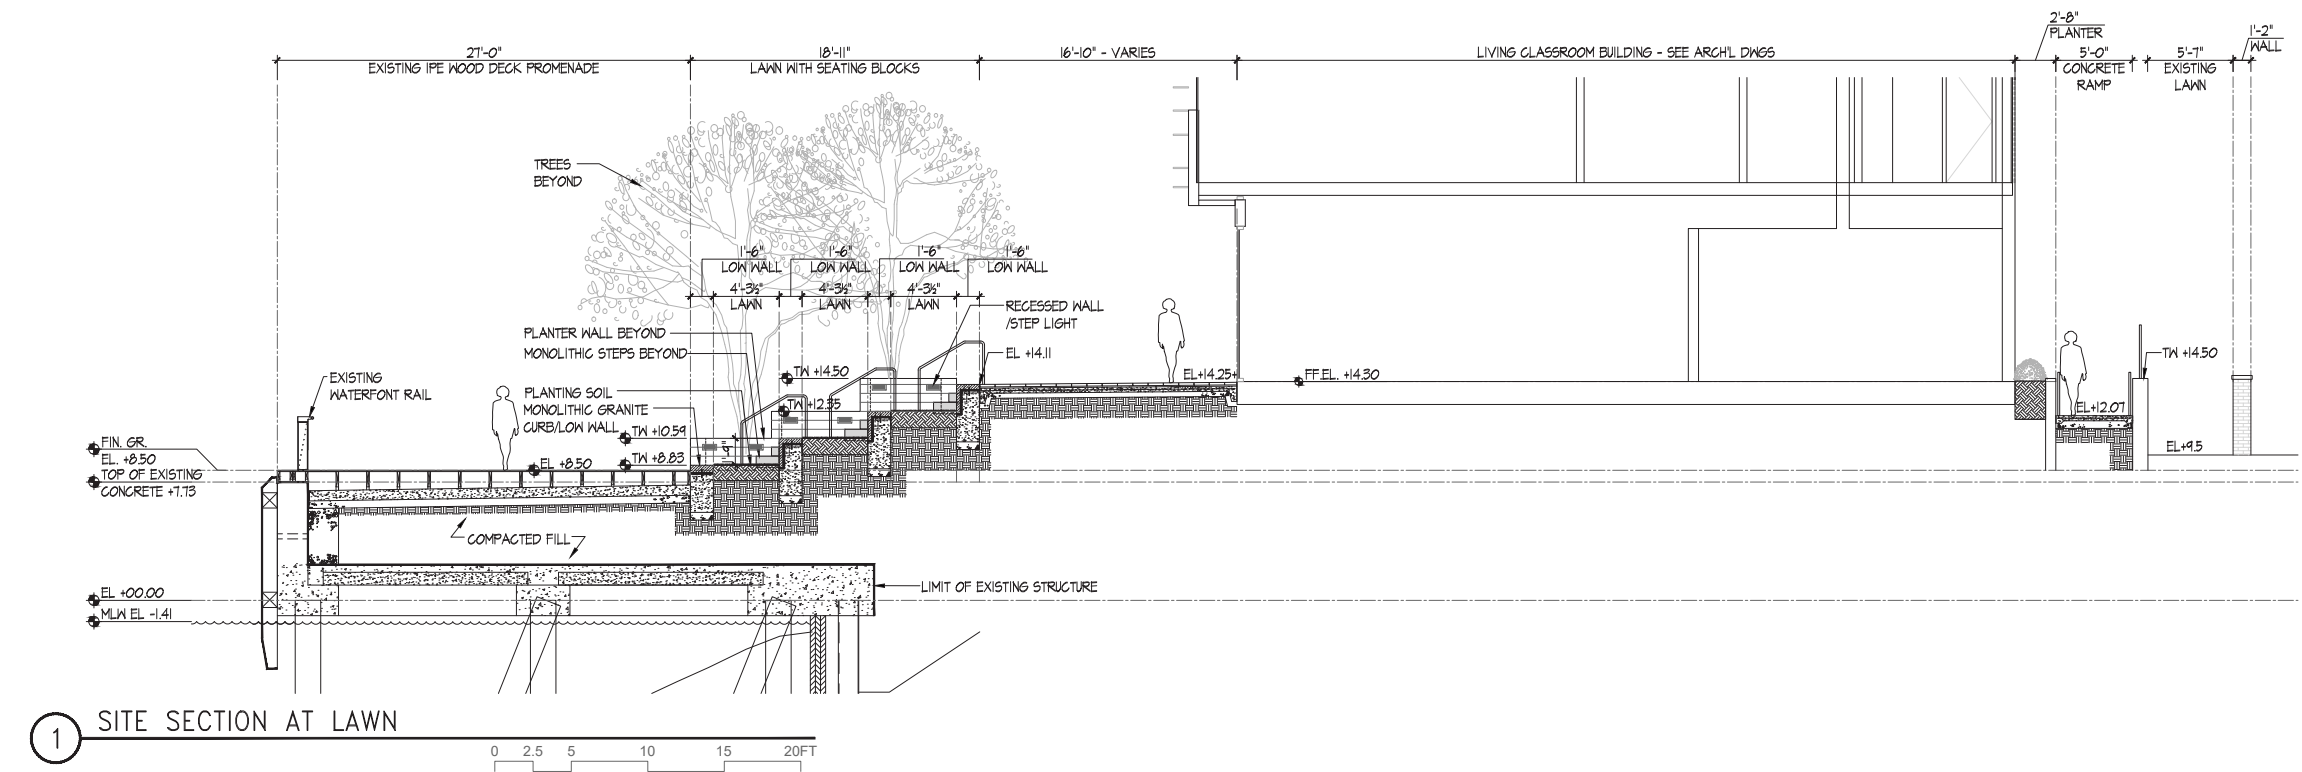 2'-8"
PLANTER
1'-2"
WALL
27'-0"
EXISTING IPE WOOD DECK PROMENADE
18'-11"
LAWN WITH SEATING BLOCKS
16'-10" - VARIES
LIVING CLASSROOM BUILDING - SEE ARCH'L DWGS
5'-0"
CONCRETE
RAMP
5'-7"
EXISTING
LAWN
TREES
BEYOND
1'-6"
LOW WALL
1'-6"
LOW WALL
1'-6"
LOW WALL
1'-6"
LOW WALL
4'-3½"
LAWN
4'-3½"
LAWN
4'-3½"
LAWN
RECESSED WALL
/STEP LIGHT
PLANTER WALL BEYOND
MONOLITHIC STEPS BEYOND
EL +14.11
TW +14.50
TW +14.50
EL+14.25±
FF.EL. +14.30
EXISTING
WATERFONT RAIL
PLANTING SOIL
MONOLITHIC GRANITE
CURB/LOW WALL
TW +12.35
EL+12.07
TW +10.59
1'-9"
FIN. GR.
EL. +8.50
TW +8.83
EL +8.50
EL+9.5
TOP OF EXISTING
CONCRETE +7.73
COMPACTED FILL
LIMIT OF EXISTING STRUCTURE
EL +00.00
MLW EL -1.41
1 SITE SECTION AT LAWN
0 2.5 5 10 15 20FT